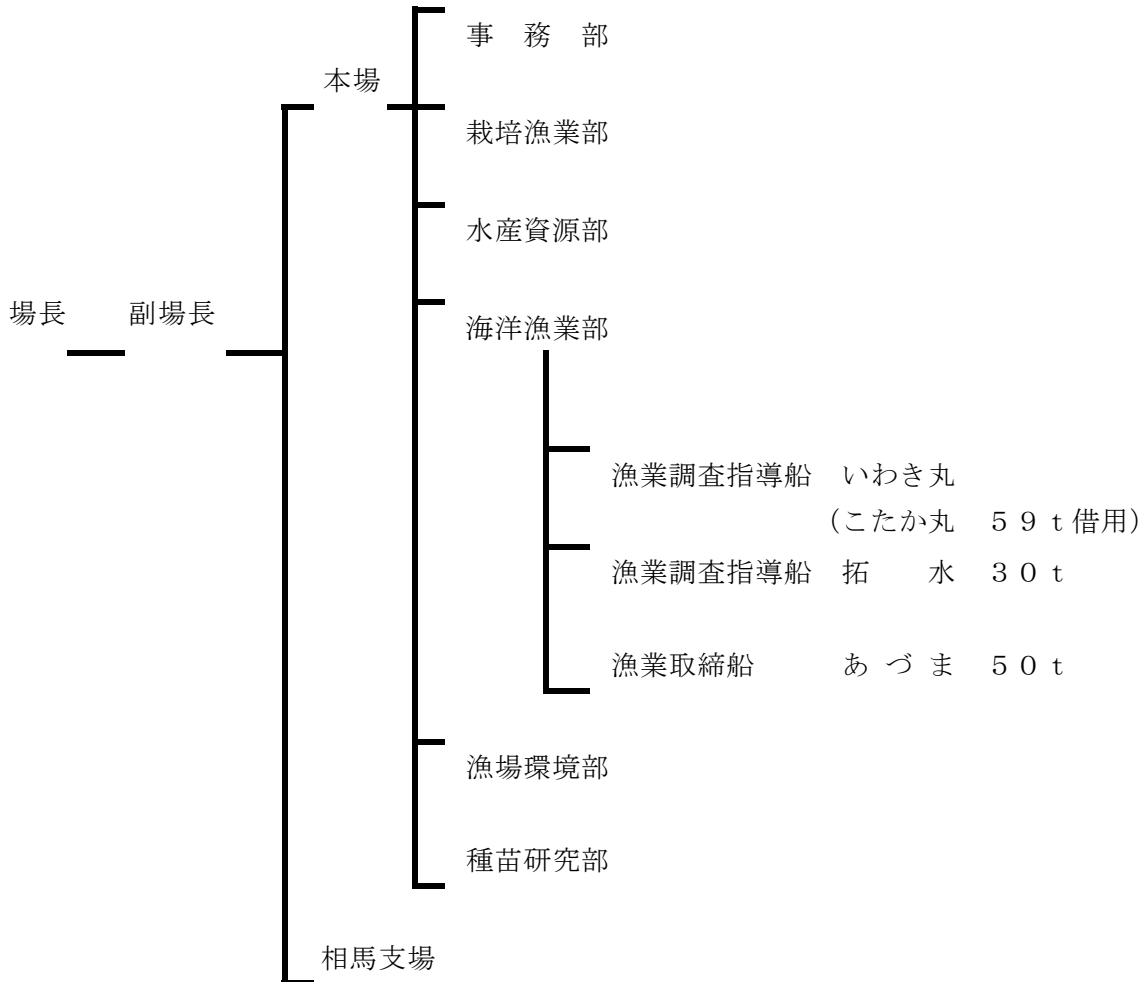 事　務　部
本場
栽培漁業部
水産資源部
場長　副場長
海洋漁業部
漁業調査指導船　いわき丸
（こたか丸　５９ｔ借用）
漁業調査指導船　拓　　水　３０ｔ
漁業取締船　　　あ づ ま　５０ｔ
漁場環境部
種苗研究部
相馬支場